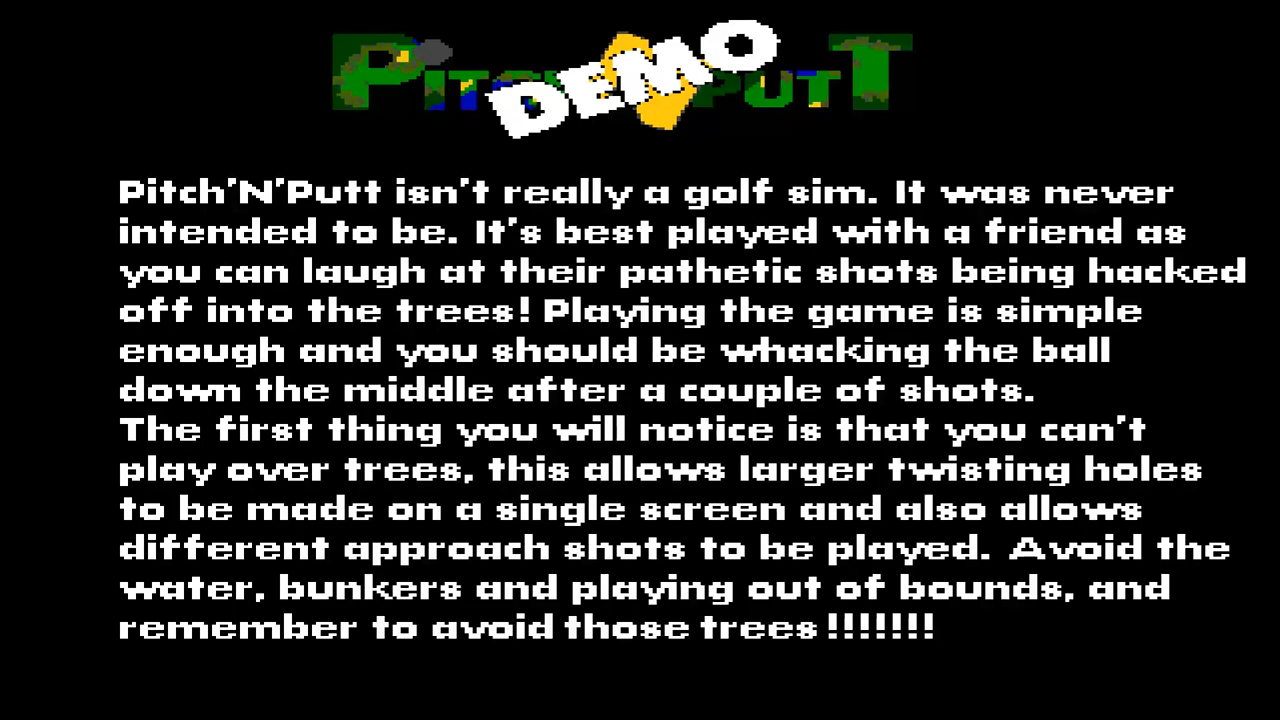 Pitch'N'Putt
DEMO
Pitch'N'Putt isn't really a golf sim. It was never
intended to be. It's best played with a friend as
you can laugh at their pathetic shots being hacked
off into the trees! Playing the game is simple
enough and you should be whacking the ball
down the middle after a couple of shots.
The first thing you will notice is that you can't
play over trees, this allows larger twisting holes
to be made on a single screen and also allows
different approach shots to be played. Avoid the
water, bunkers and playing out of bounds, and
remember to avoid those trees!!!!!!!